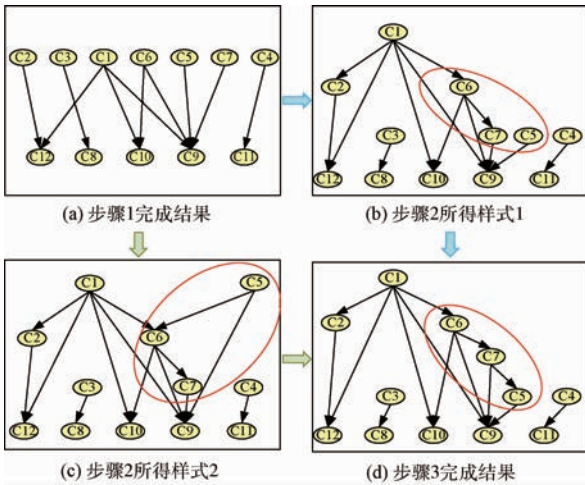 C2 C3 C1 C6 C5 C7 C4
C12 C8 C10 C9 C11
(a) 步骤1完成结果
C1
C2 C6
C3 C7 C5 C4
C12 C8 C10 C9 C11
(b) 步骤2所得样式1
C1 C5
C2 C6
C3 C7 C4
C12 C8 C10 C9 C11
(c) 步骤2所得样式2
C1
C2 C6
C7
C3 C5 C4
C12 C8 C10 C9 C11
(d) 步骤3完成结果